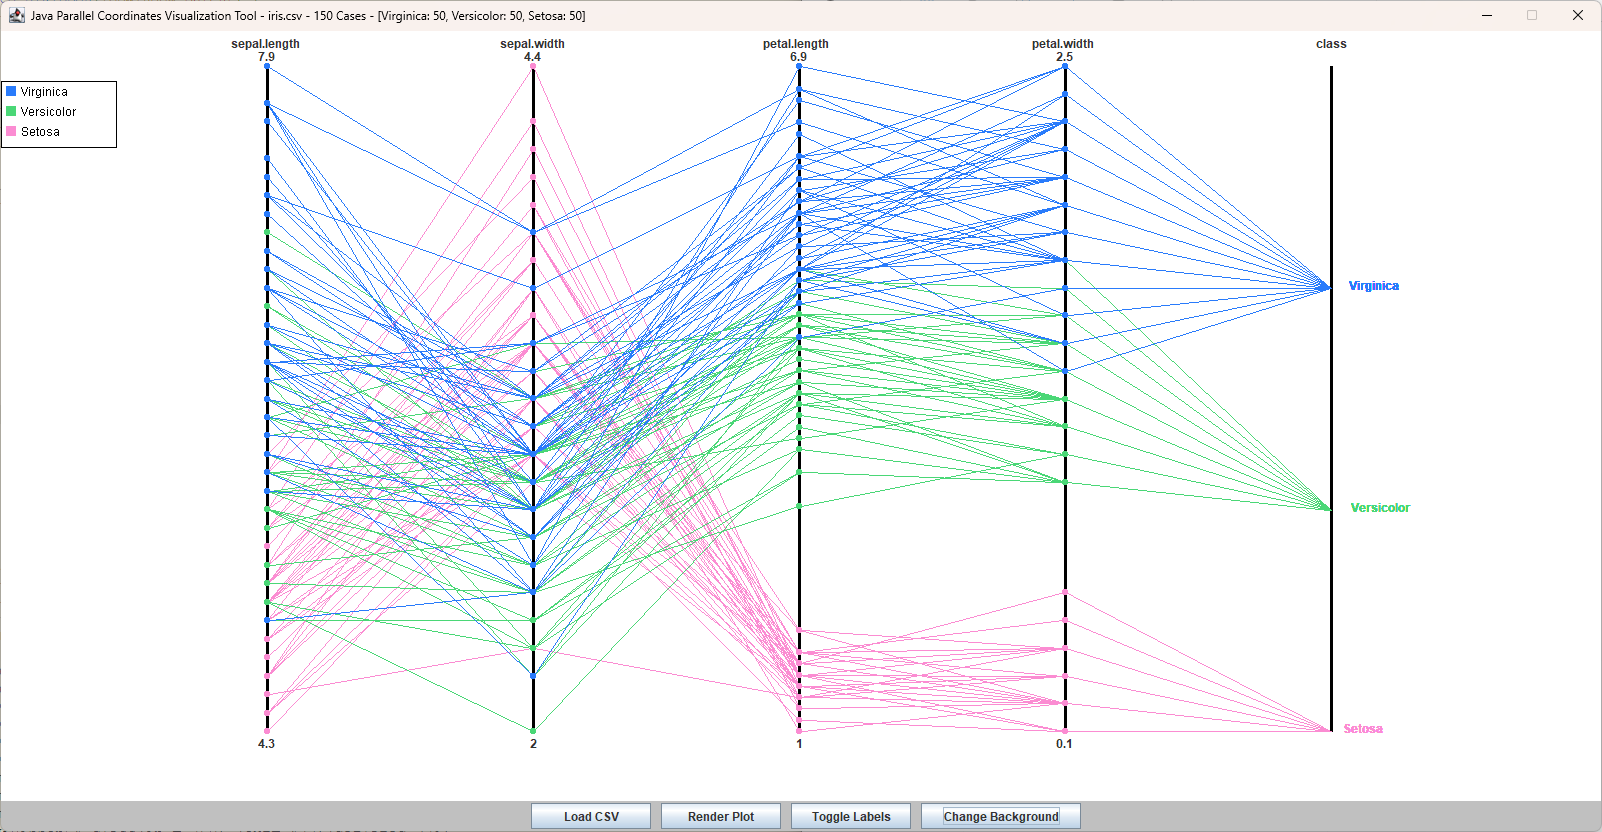 Java Parallel Coordinates Visualization Tool - iris.csv - 150 Cases - [Virginica: 50, Versicolor: 50, Setosa: 50]
sepal.length sepal.width petal.length petal.width class
7.9 4.4 6.9 2.5
Virginica
Versicolor
Setosa
Virginica
Versicolor
Setosa
4.3 2 1 0.1
Load CSV Render Plot Toggle Labels Change Background